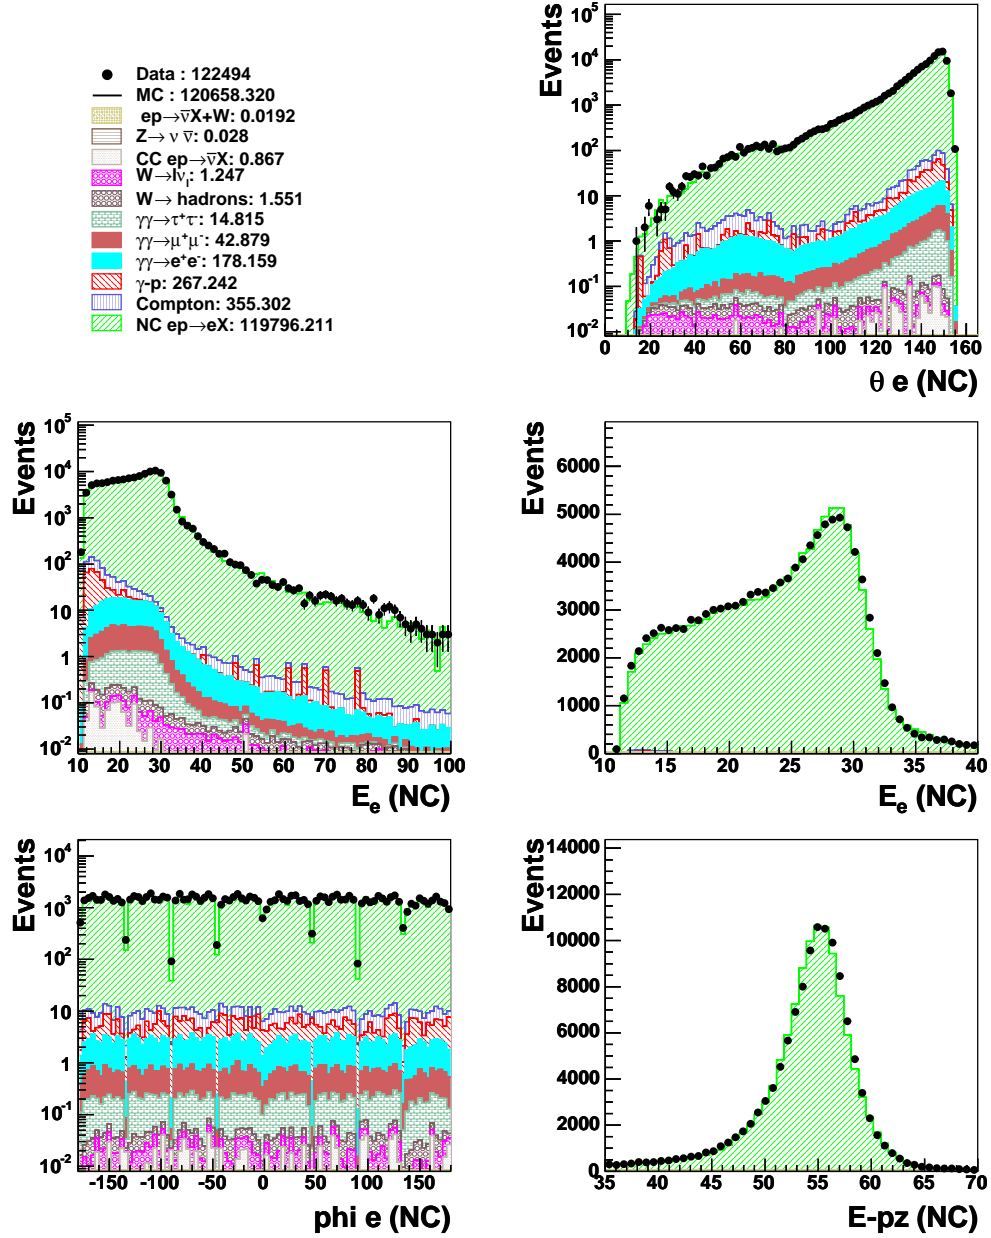 Data : 122494
MC : 120658.320
ep→ν̅X+W: 0.0192
Z→ ν ν̅: 0.028
CC ep→ν̅X: 0.867
W→lνl: 1.247
W→ hadrons: 1.551
γγ→τ⁺τ⁻: 14.815
γγ→μ⁺μ⁻: 42.879
γγ→e⁺e⁻: 178.159
γ-p: 267.242
Compton: 355.302
NC ep→eX: 119796.211
Events
10⁵
10⁴
10³
10²
10
1
10⁻¹
10⁻²
0 20 40 60 80 100 120 140 160
θ e (NC)
Events
10⁵
10⁴
10³
10²
10
1
10⁻¹
10⁻²
10 20 30 40 50 60 70 80 90 100
Eₑ (NC)
Events
6000
5000
4000
3000
2000
1000
0
10 15 20 25 30 35 40
Eₑ (NC)
Events
10⁴
10³
10²
10
1
10⁻¹
10⁻²
-150 -100 -50 0 50 100 150
phi e (NC)
Events
14000
12000
10000
8000
6000
4000
2000
0
35 40 45 50 55 60 65 70
E-pz (NC)